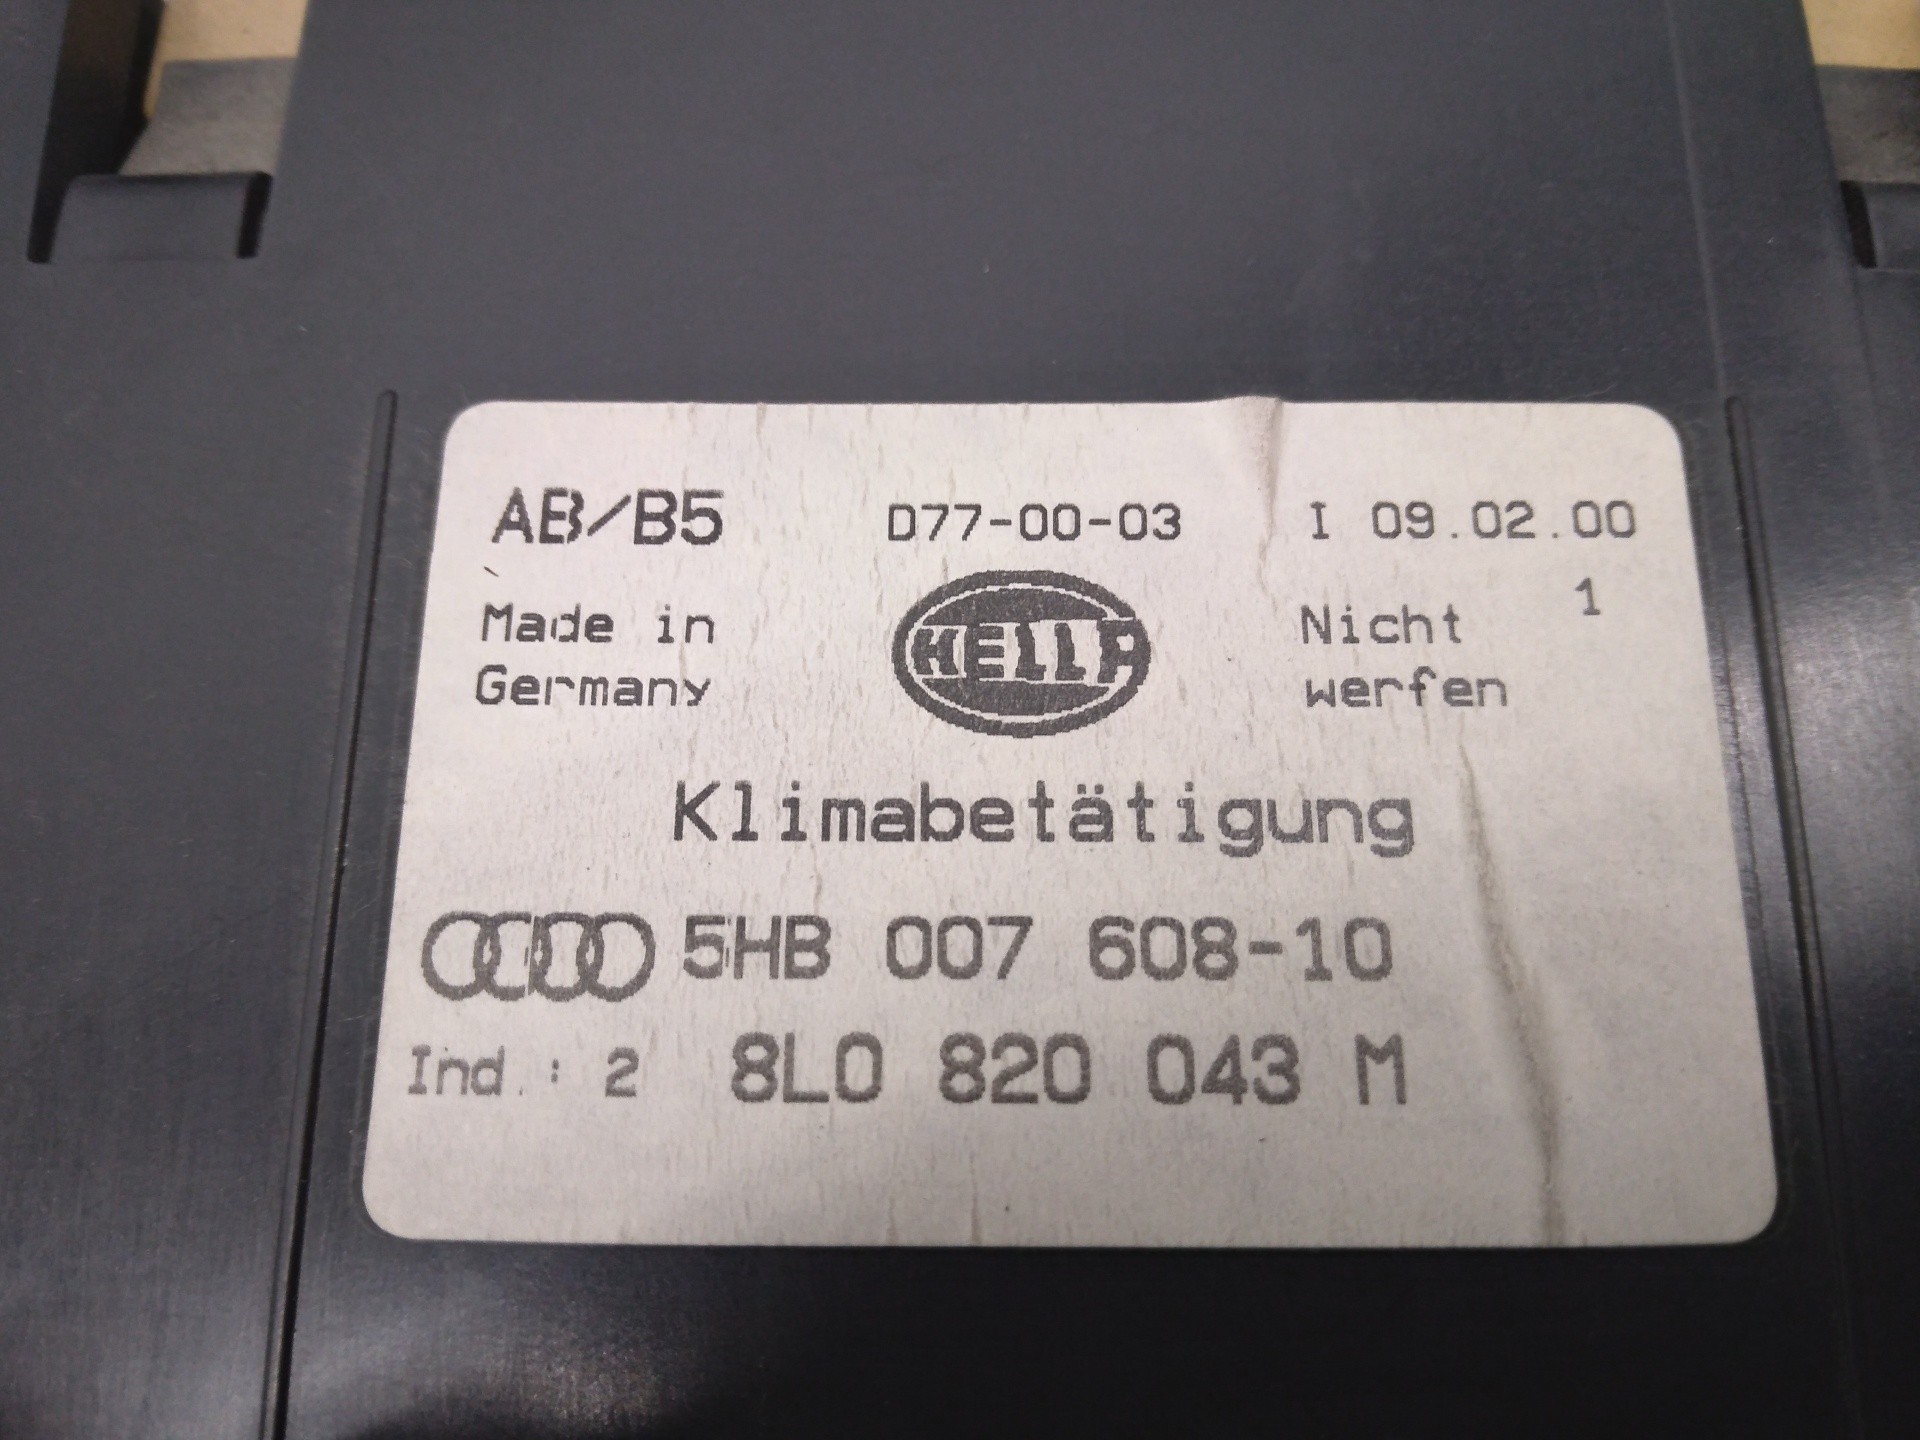 AB/B5 D77-00-03 I 09.02.00
Made in HELLA Nicht 1
Germany werfen
Klimabetätigung
5HB 007 608-10
Ind.: 2 8L0 820 043 M